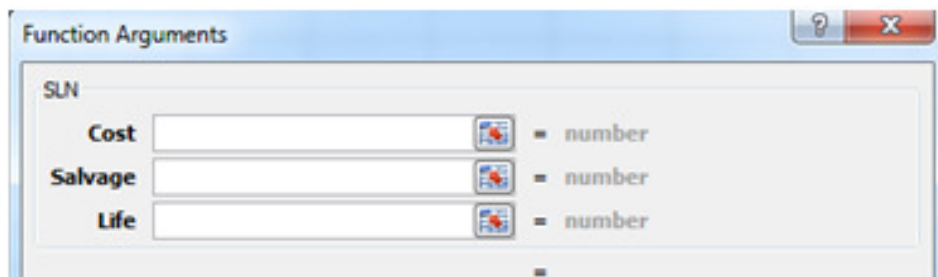 Function Arguments
SLN
Cost = number
Salvage = number
Life = number
=